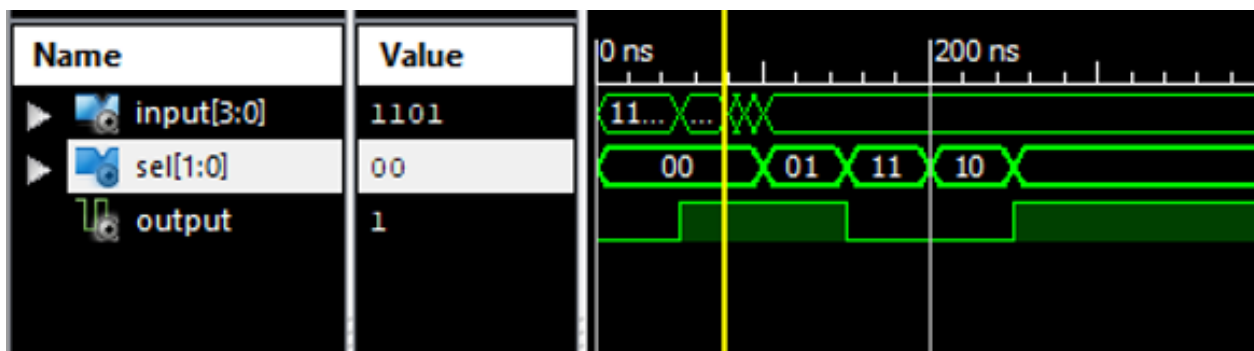 Name Value 0 ns 200 ns
input[3:0] 1101 11... ...
sel[1:0] 00 00 01 11 10
output 1